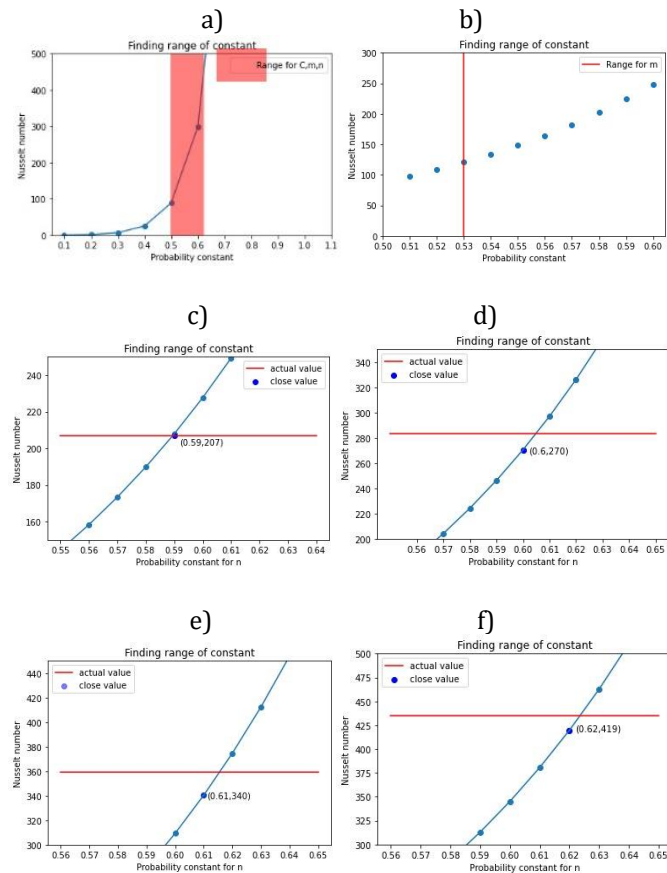 a)
Finding range of constant
Range for C,m,n
500
400
300
200
100
0
0.1 0.2 0.3 0.4 0.5 0.6 0.7 0.8 0.9 1.0 1.1
Nusselt number
Probability constant
b)
Finding range of constant
Range for m
300
250
200
150
100
50
0
0.50 0.51 0.52 0.53 0.54 0.55 0.56 0.57 0.58 0.59 0.60
Nusselt number
Probability constant
c)
Finding range of constant
actual value
close value
(0.59,207)
240
220
200
180
160
0.55 0.56 0.57 0.58 0.59 0.60 0.61 0.62 0.63 0.64
Nusselt number
Probability constant for n
d)
Finding range of constant
actual value
close value
(0.6,270)
340
320
300
280
260
240
220
200
0.56 0.57 0.58 0.59 0.60 0.61 0.62 0.63 0.64 0.65
Nusselt number
Probability constant for n
e)
Finding range of constant
actual value
close value
(0.61,340)
440
420
400
380
360
340
320
300
0.56 0.57 0.58 0.59 0.60 0.61 0.62 0.63 0.64 0.65
Nusselt number
Probability constant for n
f)
Finding range of constant
actual value
close value
(0.62,419)
500
475
450
425
400
375
350
325
300
0.56 0.57 0.58 0.59 0.60 0.61 0.62 0.63 0.64 0.65
Nusselt number
Probability constant for n